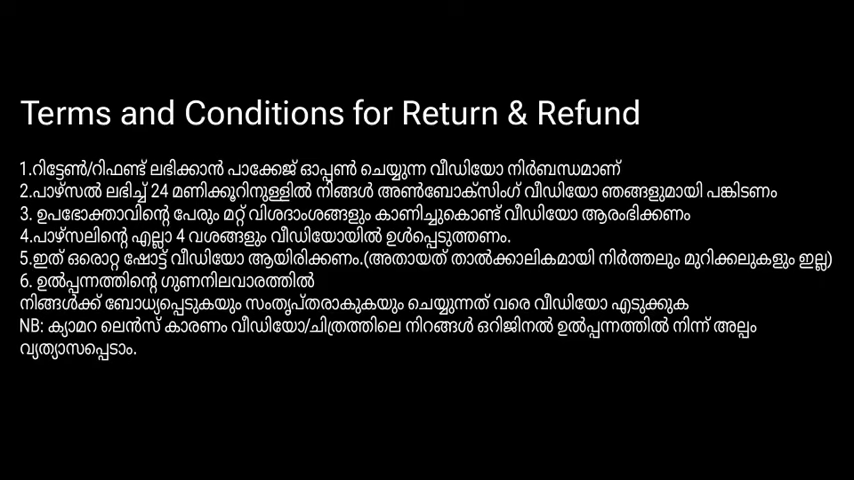 Terms and Conditions for Return & Refund
1.റിട്ടേൺ/റിഫണ്ട് ലഭിക്കാൻ പാക്കേജ് ഓപ്പൺ ചെയ്യുന്ന വീഡിയോ നിർബന്ധമാണ്
2.പാഴ്സൽ ലഭിച്ച് 24 മണിക്കൂറിനുള്ളിൽ നിങ്ങൾ അൺബോക്സിംഗ് വീഡിയോ ഞങ്ങളുമായി പങ്കിടണം
3. ഉപഭോക്താവിന്റെ പേരും മറ്റ് വിശദാംശങ്ങളും കാണിച്ചുകൊണ്ട് വീഡിയോ ആരംഭിക്കണം
4.പാഴ്സലിന്റെ എല്ലാ 4 വശങ്ങളും വീഡിയോയിൽ ഉൾപ്പെടുത്തണം.
5.ഇത് ഒരൊറ്റ ഷോട്ട് വീഡിയോ ആയിരിക്കണം.(അതായത് താൽക്കാലികമായി നിർത്തലും മുറിക്കലുകളും ഇല്ല)
6. ഉൽപ്പന്നത്തിന്റെ ഗുണനിലവാരത്തിൽ
നിങ്ങൾക്ക് ബോധ്യപ്പെടുകയും സംതൃപ്തരാകുകയും ചെയ്യുന്നത് വരെ വീഡിയോ എടുക്കുക
NB: ക്യാമറ ലെൻസ് കാരണം വീഡിയോ/ചിത്രത്തിലെ നിറങ്ങൾ ഒറിജിനൽ ഉൽപ്പന്നത്തിൽ നിന്ന് അല്പം
വ്യത്യാസപ്പെടാം.